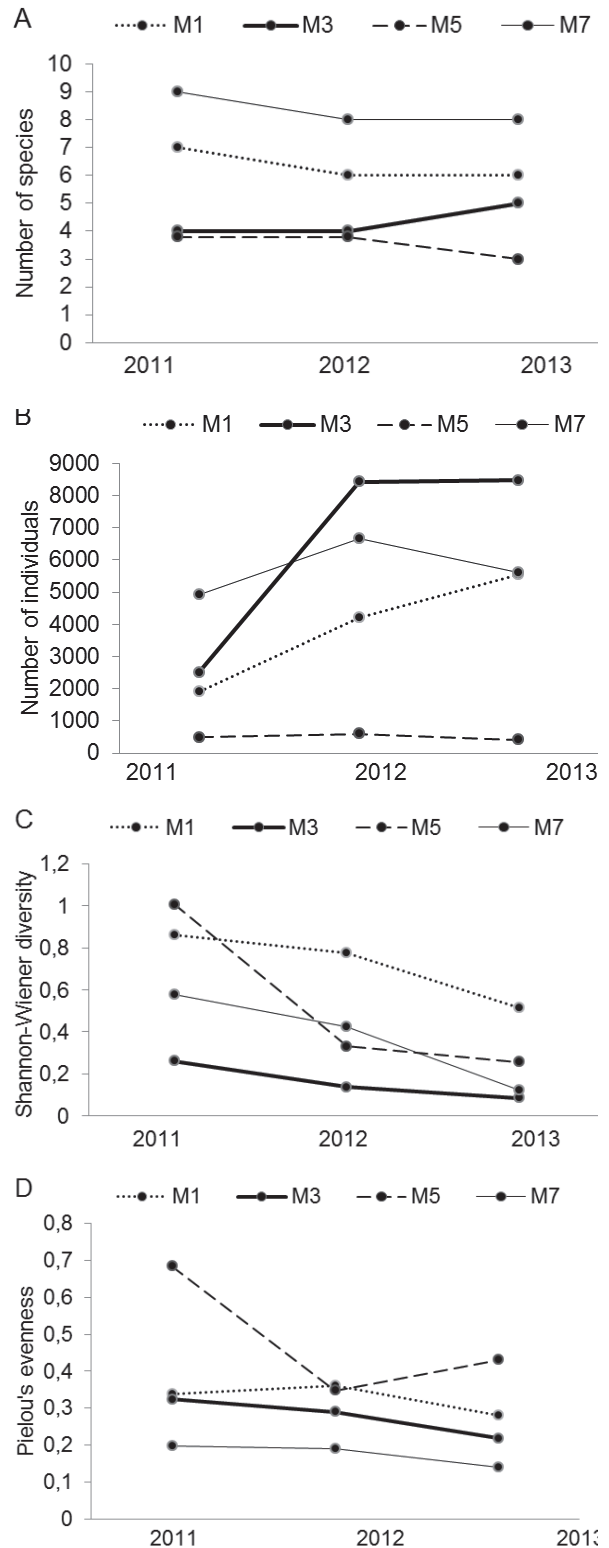 A
M1 M3 M5 M7
Number of species
10
9
8
7
6
5
4
3
2
1
0
2011 2012 2013
B
M1 M3 M5 M7
Number of individuals
9000
8000
7000
6000
5000
4000
3000
2000
1000
0
2011 2012 2013
C
M1 M3 M5 M7
Shannon-Wiener diversity
1,2
1
0,8
0,6
0,4
0,2
0
2011 2012 2013
D
M1 M3 M5 M7
Pielou's evenness
0,8
0,7
0,6
0,5
0,4
0,3
0,2
0,1
0
2011 2012 2013